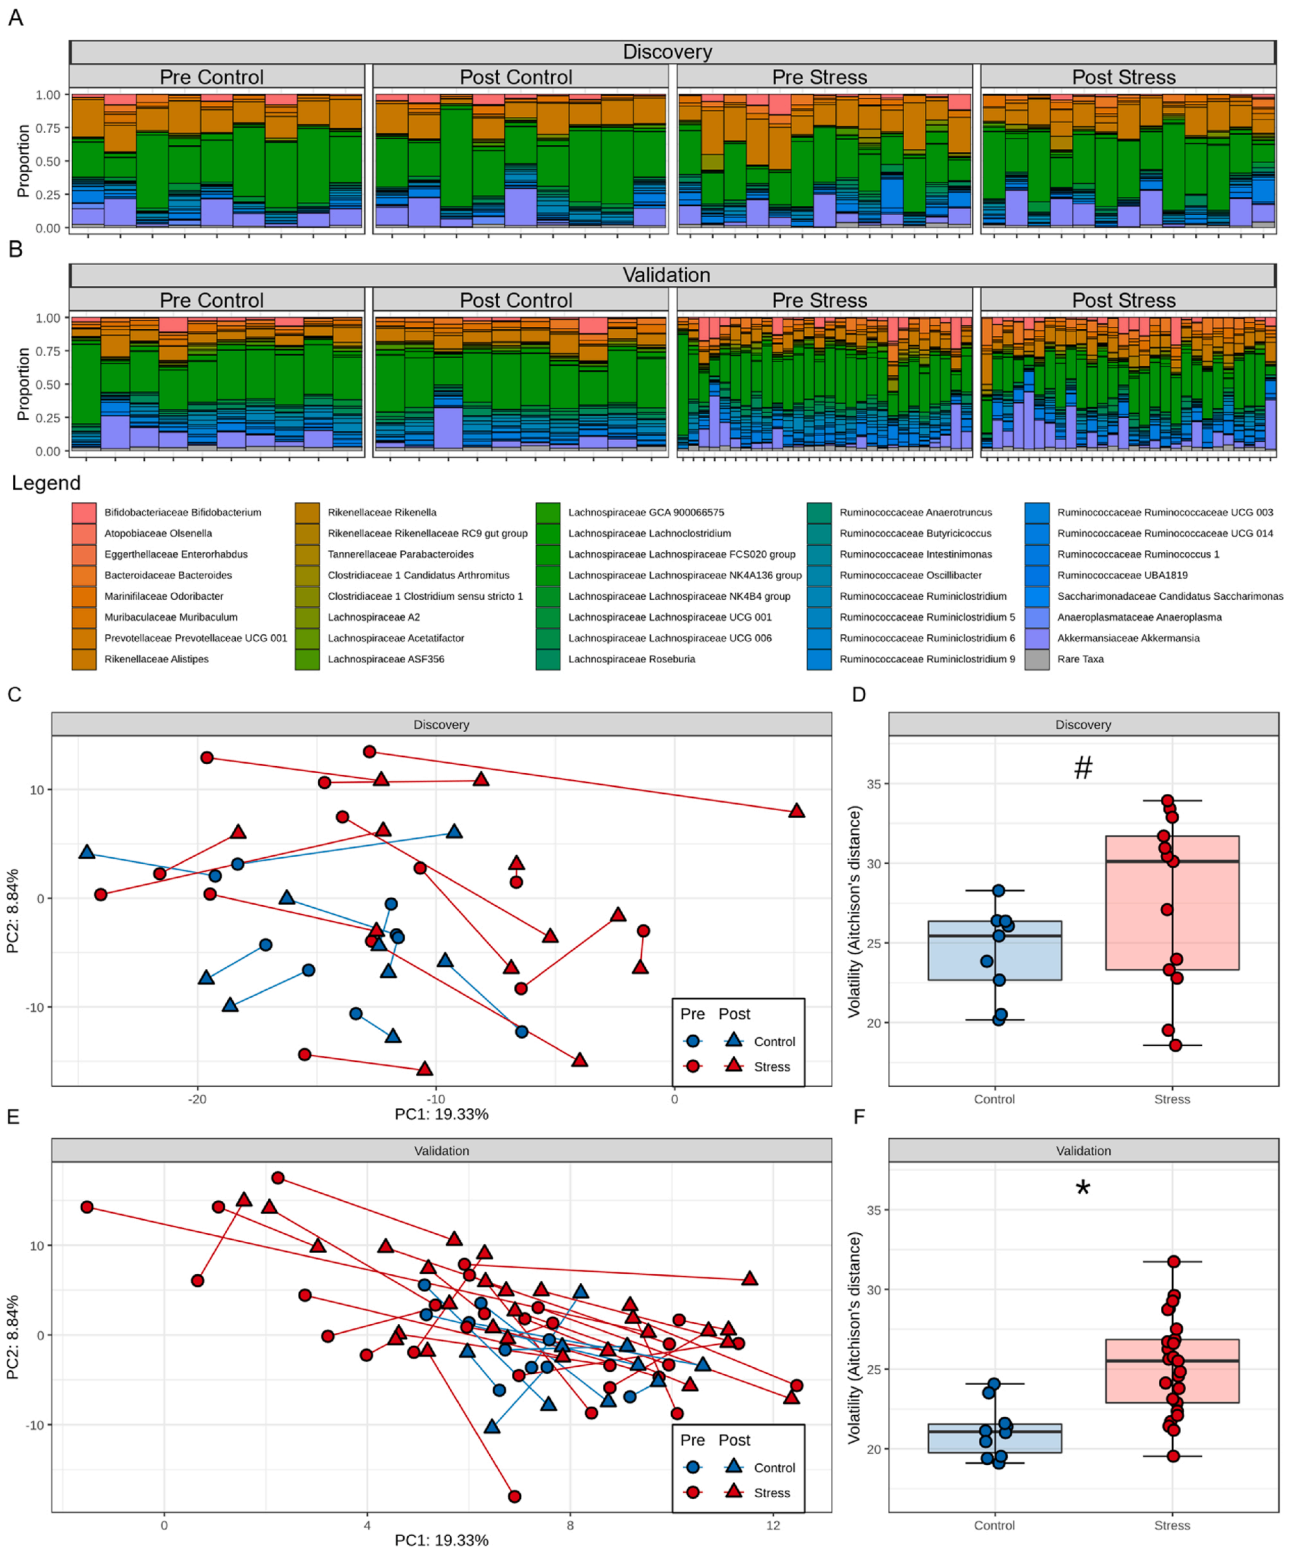 A
Discovery
Pre Control
Post Control
Pre Stress
Post Stress
Proportion
1.00
0.75
0.50
0.25
0.00
B
Validation
Pre Control
Post Control
Pre Stress
Post Stress
Proportion
1.00
0.75
0.50
0.25
0.00
Legend
Bifidobacteriaceae Bifidobacterium
Atopobiaceae Olsenella
Eggerthellaceae Enterorhabdus
Bacteroidaceae Bacteroides
Marinifilaceae Odoribacter
Muribaculaceae Muribaculum
Prevotellaceae Prevotellaceae UCG 001
Rikenellaceae Alistipes
Rikenellaceae Rikenella
Rikenellaceae Rikenellaceae RC9 gut group
Tannerellaceae Parabacteroides
Clostridiaceae 1 Candidatus Arthromitus
Clostridiaceae 1 Clostridium sensu stricto 1
Lachnospiraceae A2
Lachnospiraceae Acetatifactor
Lachnospiraceae ASF356
Lachnospiraceae GCA 900066575
Lachnospiraceae Lachnoclostridium
Lachnospiraceae Lachnospiraceae FCS020 group
Lachnospiraceae Lachnospiraceae NK4A136 group
Lachnospiraceae Lachnospiraceae NK4B4 group
Lachnospiraceae Lachnospiraceae UCG 001
Lachnospiraceae Lachnospiraceae UCG 006
Lachnospiraceae Roseburia
Ruminococcaceae Anaerotruncus
Ruminococcaceae Butyricicoccus
Ruminococcaceae Intestinimonas
Ruminococcaceae Oscillibacter
Ruminococcaceae Ruminiclostridium
Ruminococcaceae Ruminiclostridium 5
Ruminococcaceae Ruminiclostridium 6
Ruminococcaceae Ruminiclostridium 9
Ruminococcaceae Ruminococcaceae UCG 003
Ruminococcaceae Ruminococcaceae UCG 014
Ruminococcaceae Ruminococcus 1
Ruminococcaceae UBA1819
Saccharimonadaceae Candidatus Saccharimonas
Anaeroplasmataceae Anaeroplasma
Akkermansiaceae Akkermansia
Rare Taxa
C
Discovery
PC2: 8.84%
10
0
-10
-20
-10
0
PC1: 19.33%
Pre Post
Control
Stress
D
Discovery
#
Volatility (Aitchison's distance)
35
30
25
20
Control
Stress
E
Validation
PC2: 8.84%
10
0
-10
0
4
8
12
PC1: 19.33%
Pre Post
Control
Stress
F
Validation
*
Volatility (Aitchison's distance)
35
30
25
20
Control
Stress